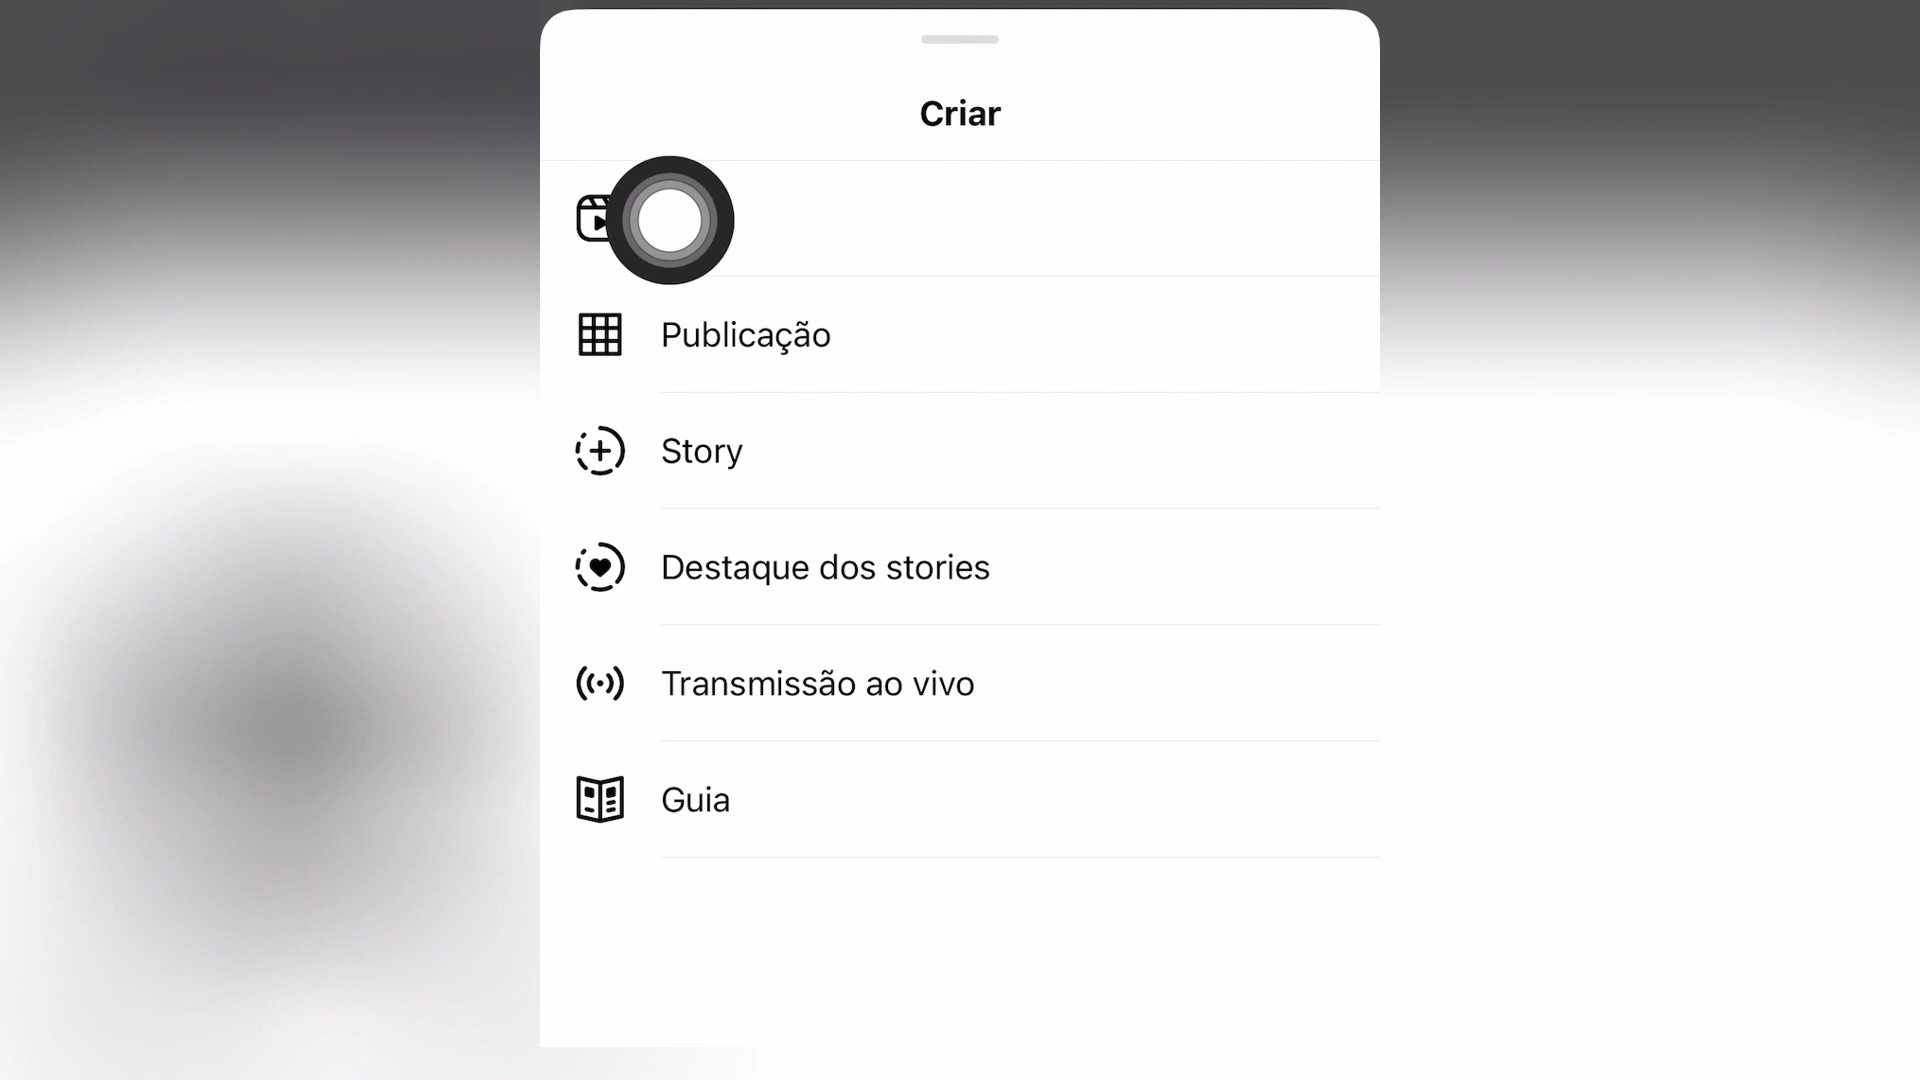 Criar
Publicação
Story
Destaque dos stories
Transmissão ao vivo
Guia